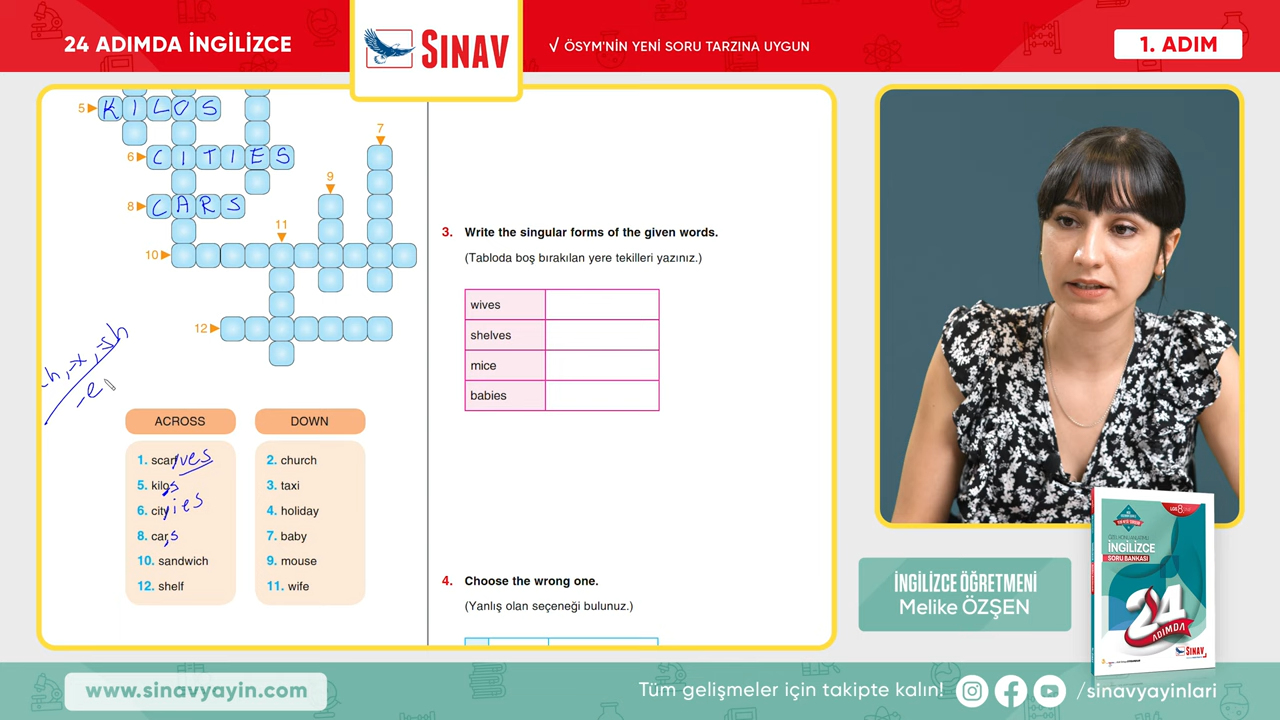 24 ADIMDA İNGİLİZCE
SINAV
√ ÖSYM'NİN YENİ SORU TARZINA UYGUN
1. ADIM
5 KILOS
7
6 CITIES
9
8 CARS
11
10
12
-x, -sh
-e
ACROSS
1. scarves
5. kilos
6. cityies
8. cars
10. sandwich
12. shelf
DOWN
2. church
3. taxi
4. holiday
7. baby
9. mouse
11. wife
3. Write the singular forms of the given words.
(Tabloda boş bırakılan yere tekilleri yazınız.)
wives
shelves
mice
babies
4. Choose the wrong one.
(Yanlış olan seçeneği bulunuz.)
İNGİLİZCE ÖĞRETMENİ
Melike ÖZŞEN
LGS 8
İNGİLİZCE
SORU BANKASI
24
ADIMDA
SINAV
www.sinavyayin.com
Tüm gelişmeler için takipte kalın!
/sinavyayinlari